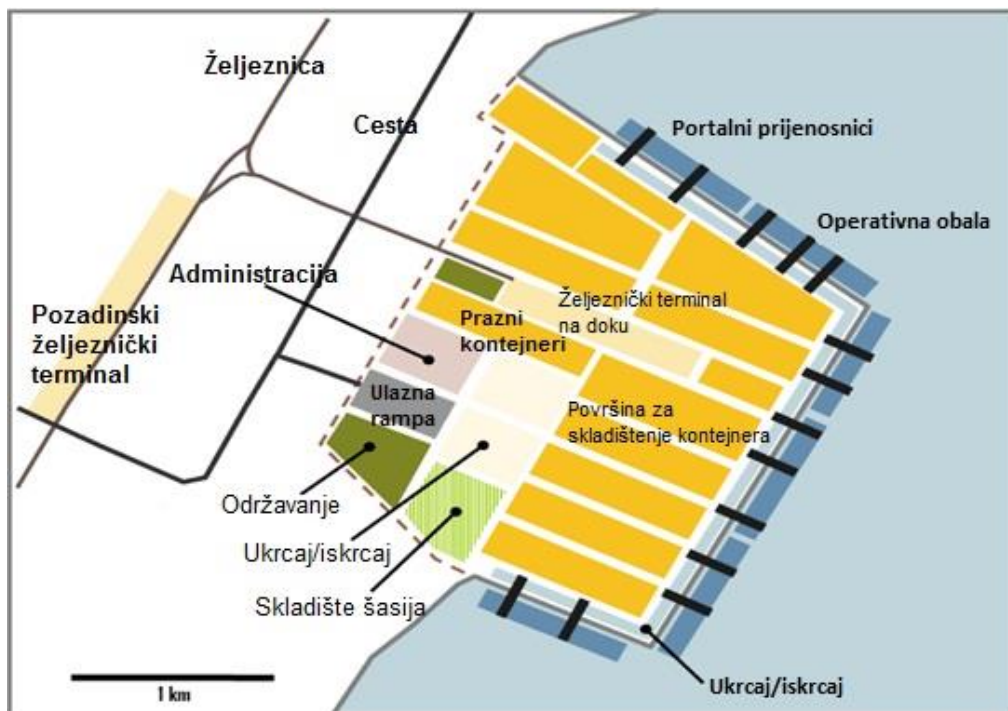 Željeznica
Cesta
Portalni prijenosnici
Operativna obala
Administracija
Pozadinski
željeznički
terminal
Prazni
kontejneri
Željeznički terminal
na doku
Ulazna
rampa
Površina za
skladištenje kontejnera
Održavanje
Ukrcaj/iskrcaj
Skladište šasija
1 km
Ukrcaj/iskrcaj